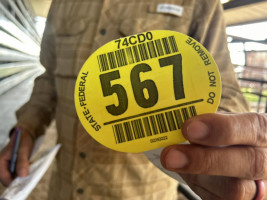 74CD0
STATE-FEDERAL
567
DO NOT REMOVE